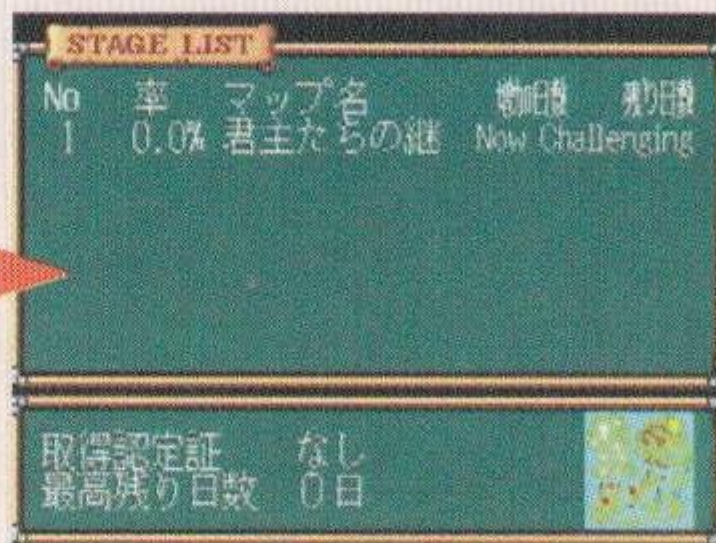 STAGE LIST
No 率 マップ名 増加日数 残り日数
1 0.0% 君主たちの継 Now Challenging
取得認定証 なし
最高残り日数 0日